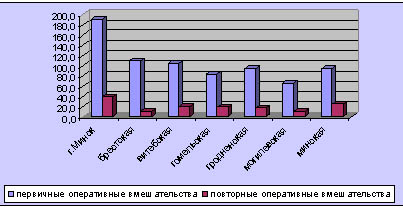 200,0
180,0
160,0
140,0
120,0
100,0
80,0
60,0
40,0
20,0
0,0
г.Минск
брестская
витебская
гомельская
гродненская
могилевская
минская
первичные оперативные вмешательства повторные оперативные вмешательства